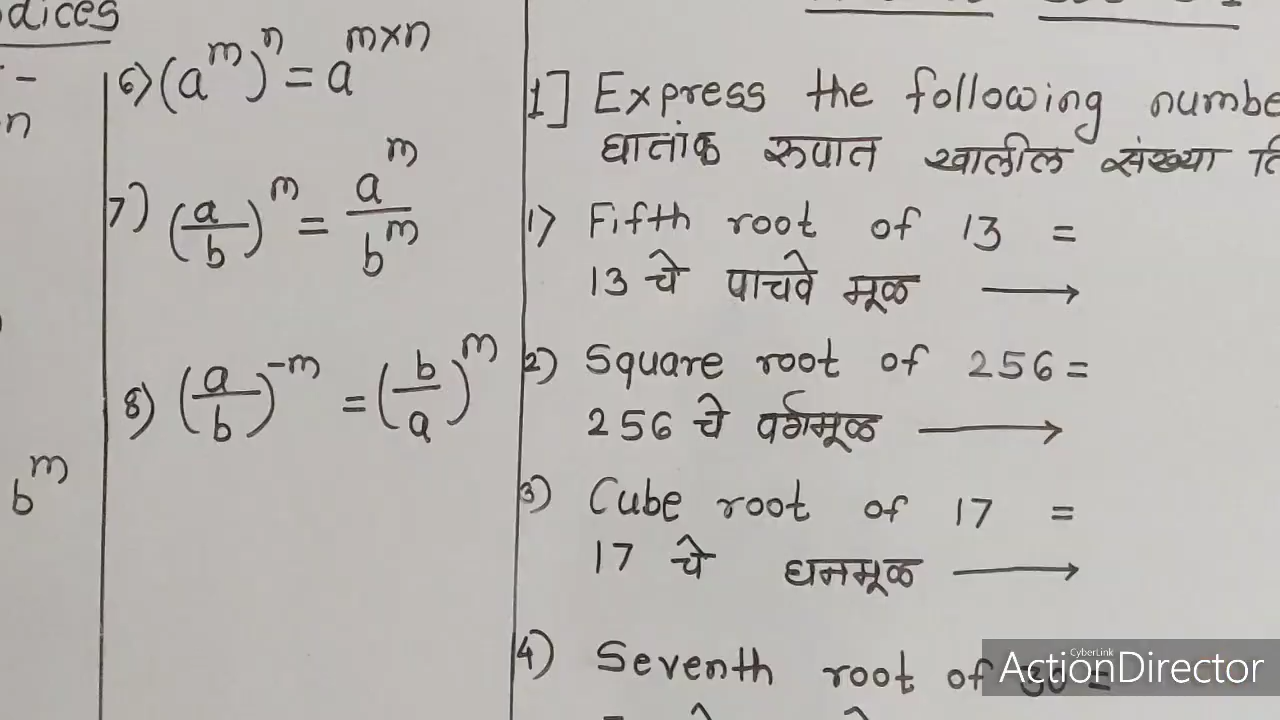 dices
-
n
b^m
6) (a^m)^n = a^(m×n)
7) (a/b)^m = a^m/b^m
8) (a/b)^-m = (b/a)^m
1] Express the following numbe
घातांक रुपात खालील संख्या
1) Fifth root of 13 =
13 चे पाचवे मूळ →
2) Square root of 256 =
256 चे वर्गमूळ →
3) Cube root of 17 =
17 चे घनमूळ →
4) Seventh root of =
CyberLink
ActionDirector